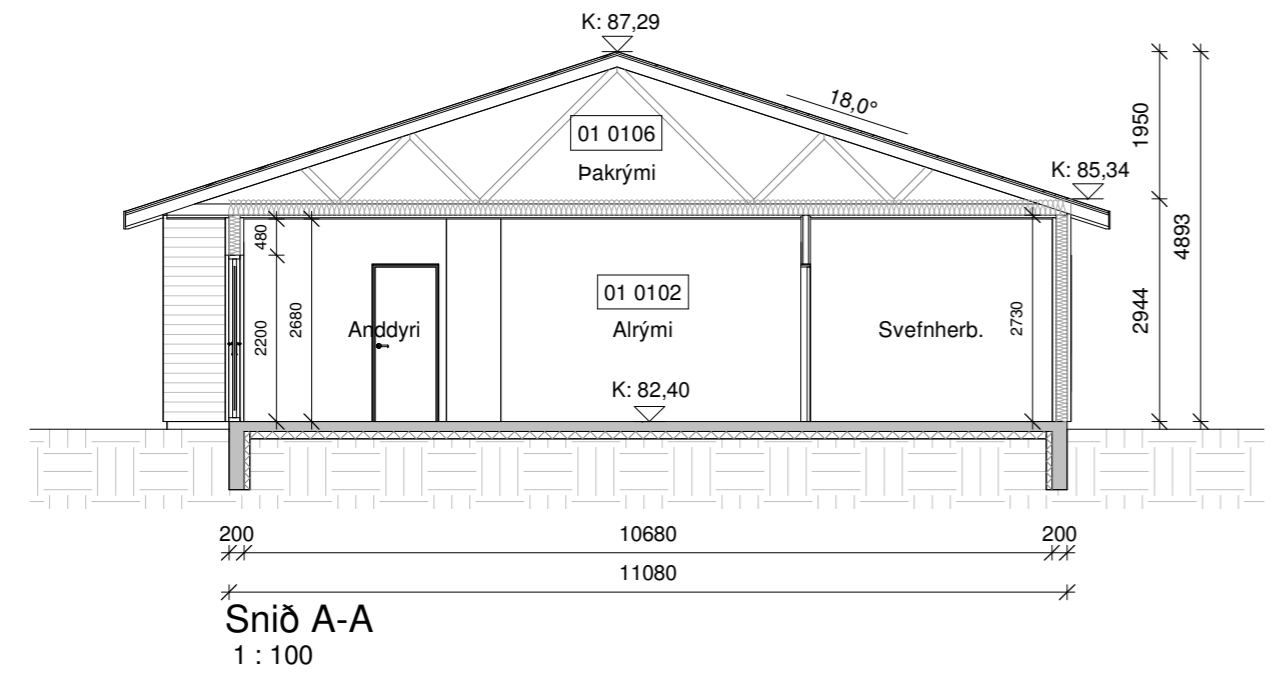 K: 87,29
18,0°
01 0106
Þakrými
K: 85,34
1950
4893
2944
480
2200
2680
Anddyri
01 0102
Alrými
Svefnherb.
2730
K: 82,40
200
10680
200
11080
Snið A-A
1 : 100